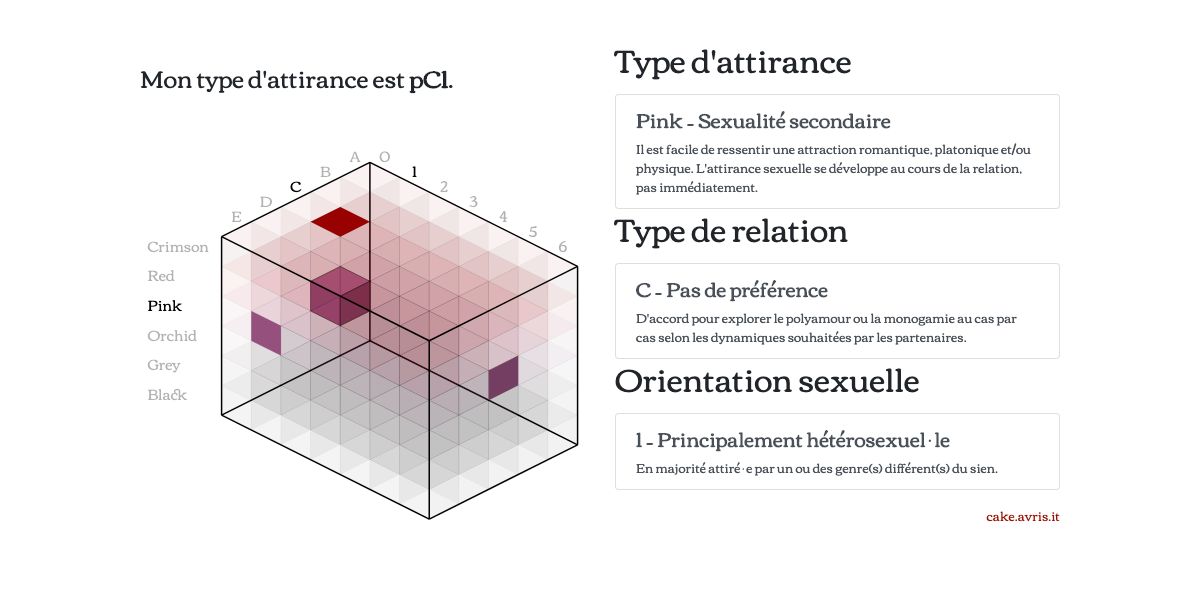 Mon type d'attirance est pC1.
A O
B 1
C 2
D 3
E 4
5
6
Crimson
Red
Pink
Orchid
Grey
Black
Type d'attirance
Pink - Sexualité secondaire
Il est facile de ressentir une attraction romantique, platonique et/ou
physique. L'attirance sexuelle se développe au cours de la relation,
pas immédiatement.
Type de relation
C - Pas de préférence
D'accord pour explorer le polyamour ou la monogamie au cas par
cas selon les dynamiques souhaitées par les partenaires.
Orientation sexuelle
1 - Principalement hétérosexuel·le
En majorité attiré·e par un ou des genre(s) différent(s) du sien.
cake.avris.it